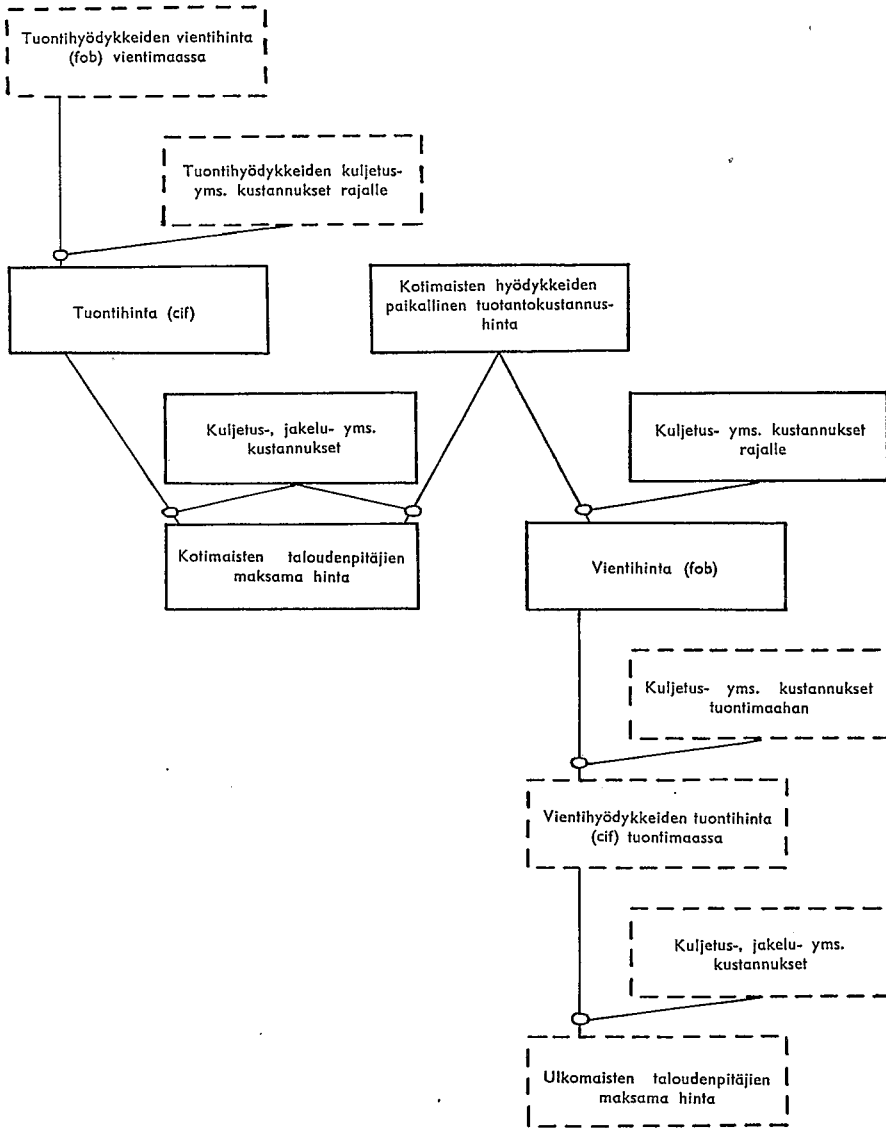 Tuontihyödykkeiden vientihinta
(fob) vientimaassa
Tuontihyödykkeiden kuljetus-
yms. kustannukset rajalle
Tuontihinta (cif)
Kotimaisten hyödykkeiden
paikallinen tuotantokustannus-
hinta
Kuljetus-, jakelu- yms.
kustannukset
Kuljetus- yms. kustannukset
rajalle
Kotimaisten taloudenpitäjien
maksama hinta
Vientihinta (fob)
Kuljetus- yms. kustannukset
tuontimaahan
Vientihyödykkeiden tuontihinta
(cif) tuontimaassa
Kuljetus-, jakelu- yms.
kustannukset
Ulkomaisten taloudenpitäjien
maksama hinta